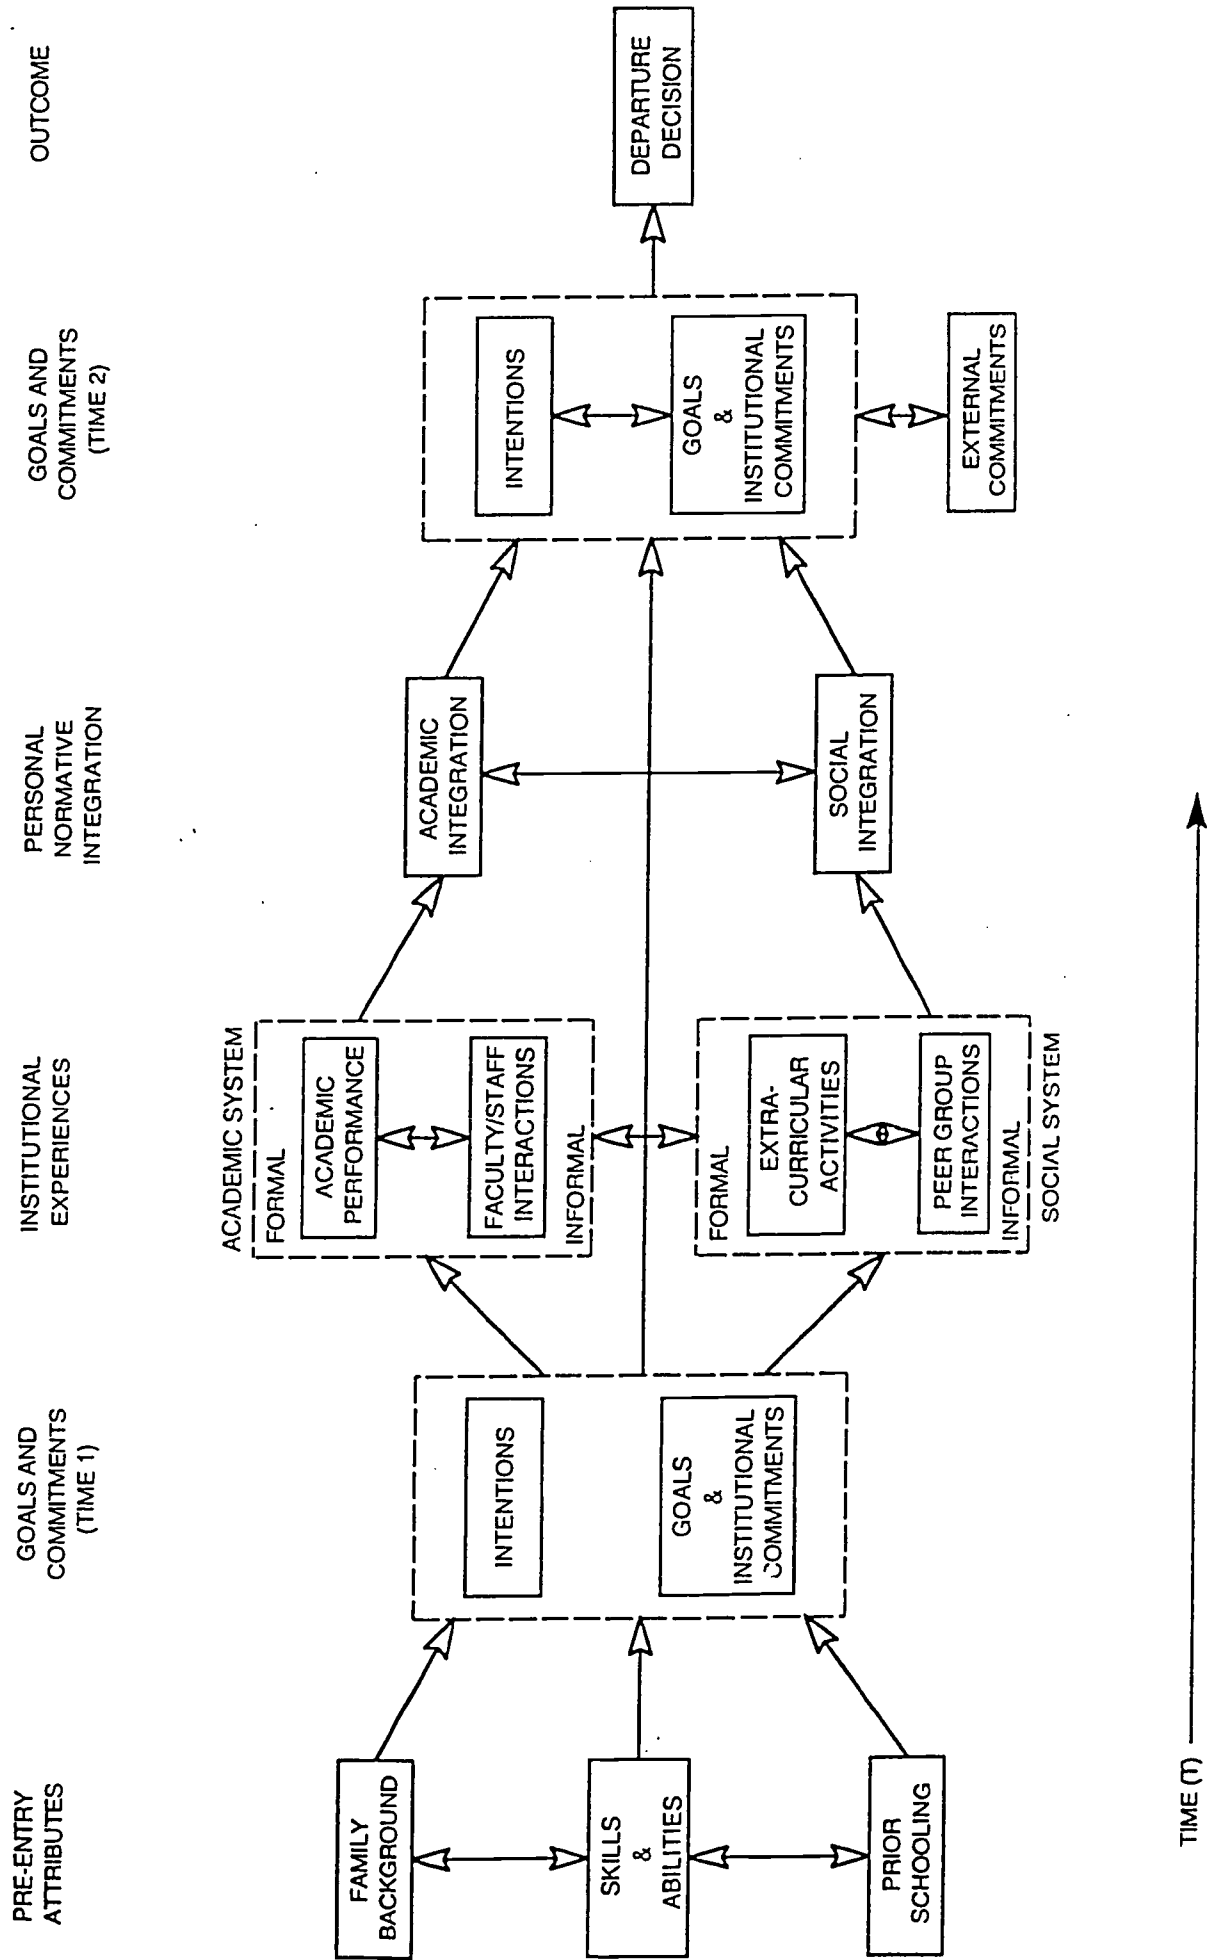 PRE-ENTRY
ATTRIBUTES
GOALS AND
COMMITMENTS
(TIME 1)
INSTITUTIONAL
EXPERIENCES
PERSONAL
NORMATIVE
INTEGRATION
GOALS AND
COMMITMENTS
(TIME 2)
OUTCOME
FAMILY
BACKGROUND
SKILLS
&
ABILITIES
PRIOR
SCHOOLING
INTENTIONS
GOALS
&
INSTITUTIONAL
COMMITMENTS
ACADEMIC SYSTEM
FORMAL
ACADEMIC
PERFORMANCE
FACULTY/STAFF
INTERACTIONS
INFORMAL
FORMAL
EXTRA-
CURRICULAR
ACTIVITIES
PEER GROUP
INTERACTIONS
INFORMAL
SOCIAL SYSTEM
ACADEMIC
INTEGRATION
SOCIAL
INTEGRATION
INTENTIONS
GOALS
&
INSTITUTIONAL
COMMITMENTS
EXTERNAL
COMMITMENTS
DEPARTURE
DECISION
TIME (T)